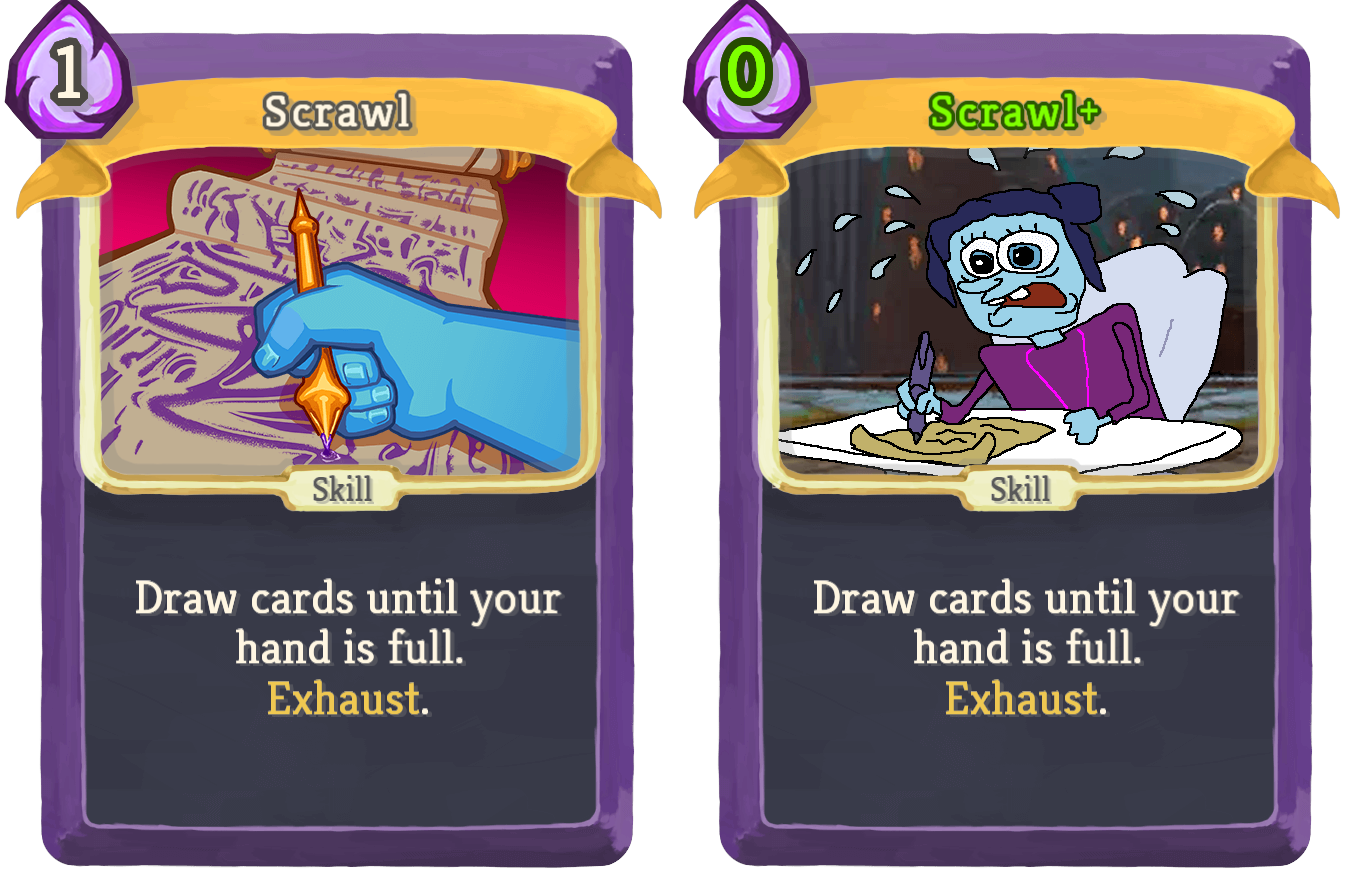 1
Scrawl
Skill
Draw cards until your
hand is full.
Exhaust.
0
Scrawl+
Skill
Draw cards until your
hand is full.
Exhaust.